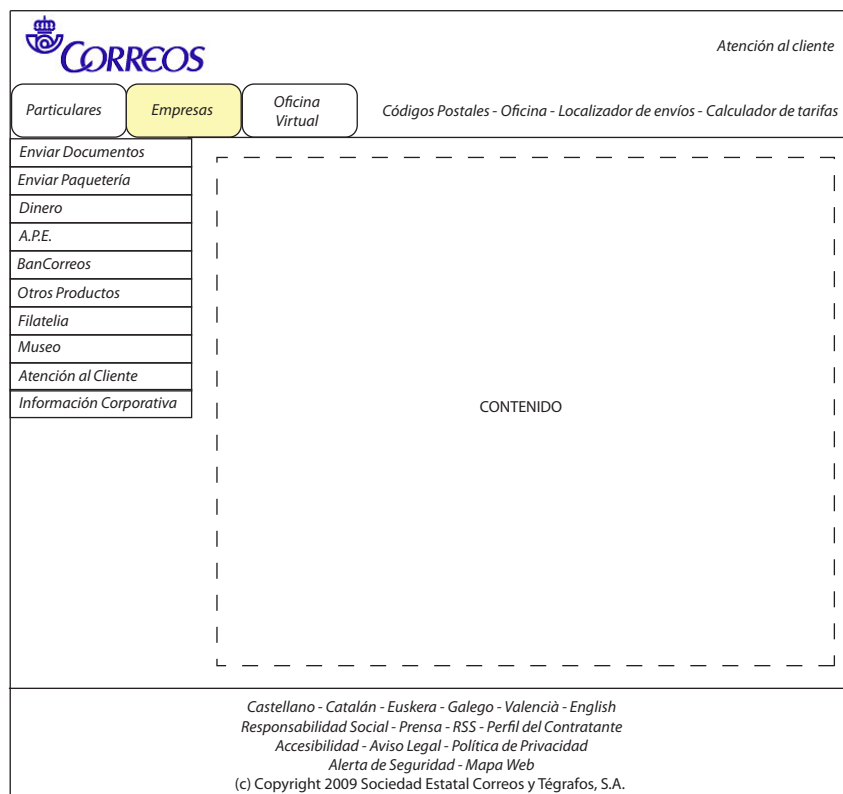 CORREOS
Atención al cliente
Particulares
Empresas
Oficina
Virtual
Códigos Postales - Oficina - Localizador de envíos - Calculador de tarifas
Enviar Documentos
Enviar Paquetería
Dinero
A.P.E.
BanCorreos
Otros Productos
Filatelia
Museo
Atención al Cliente
Información Corporativa
CONTENIDO
Castellano - Catalán - Euskera - Galego - Valencià - English
Responsabilidad Social - Prensa - RSS - Perfil del Contratante
Accesibilidad - Aviso Legal - Política de Privacidad
Alerta de Seguridad - Mapa Web
(c) Copyright 2009 Sociedad Estatal Correos y Tégrafos, S.A.